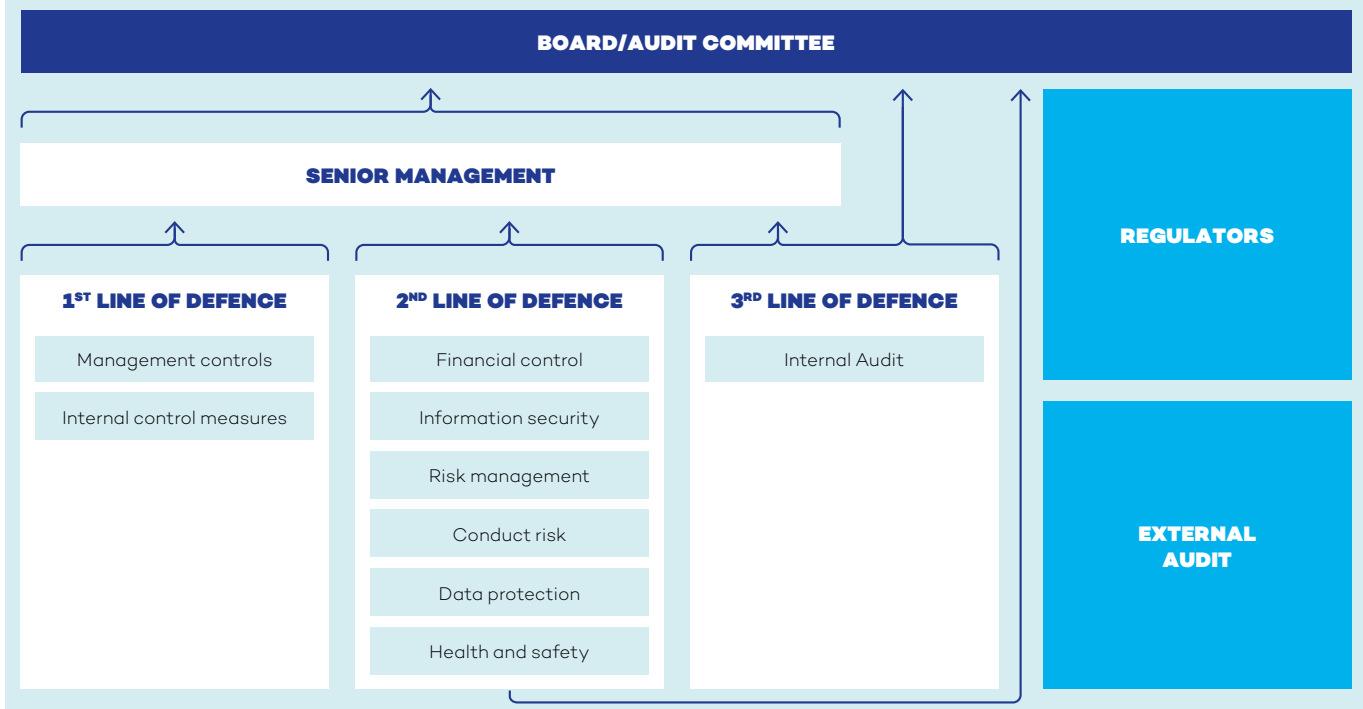 BOARD/AUDIT COMMITTEE
SENIOR MANAGEMENT
1ST LINE OF DEFENCE
Management controls
Internal control measures
2ND LINE OF DEFENCE
Financial control
Information security
Risk management
Conduct risk
Data protection
Health and safety
3RD LINE OF DEFENCE
Internal Audit
REGULATORS
EXTERNAL
AUDIT